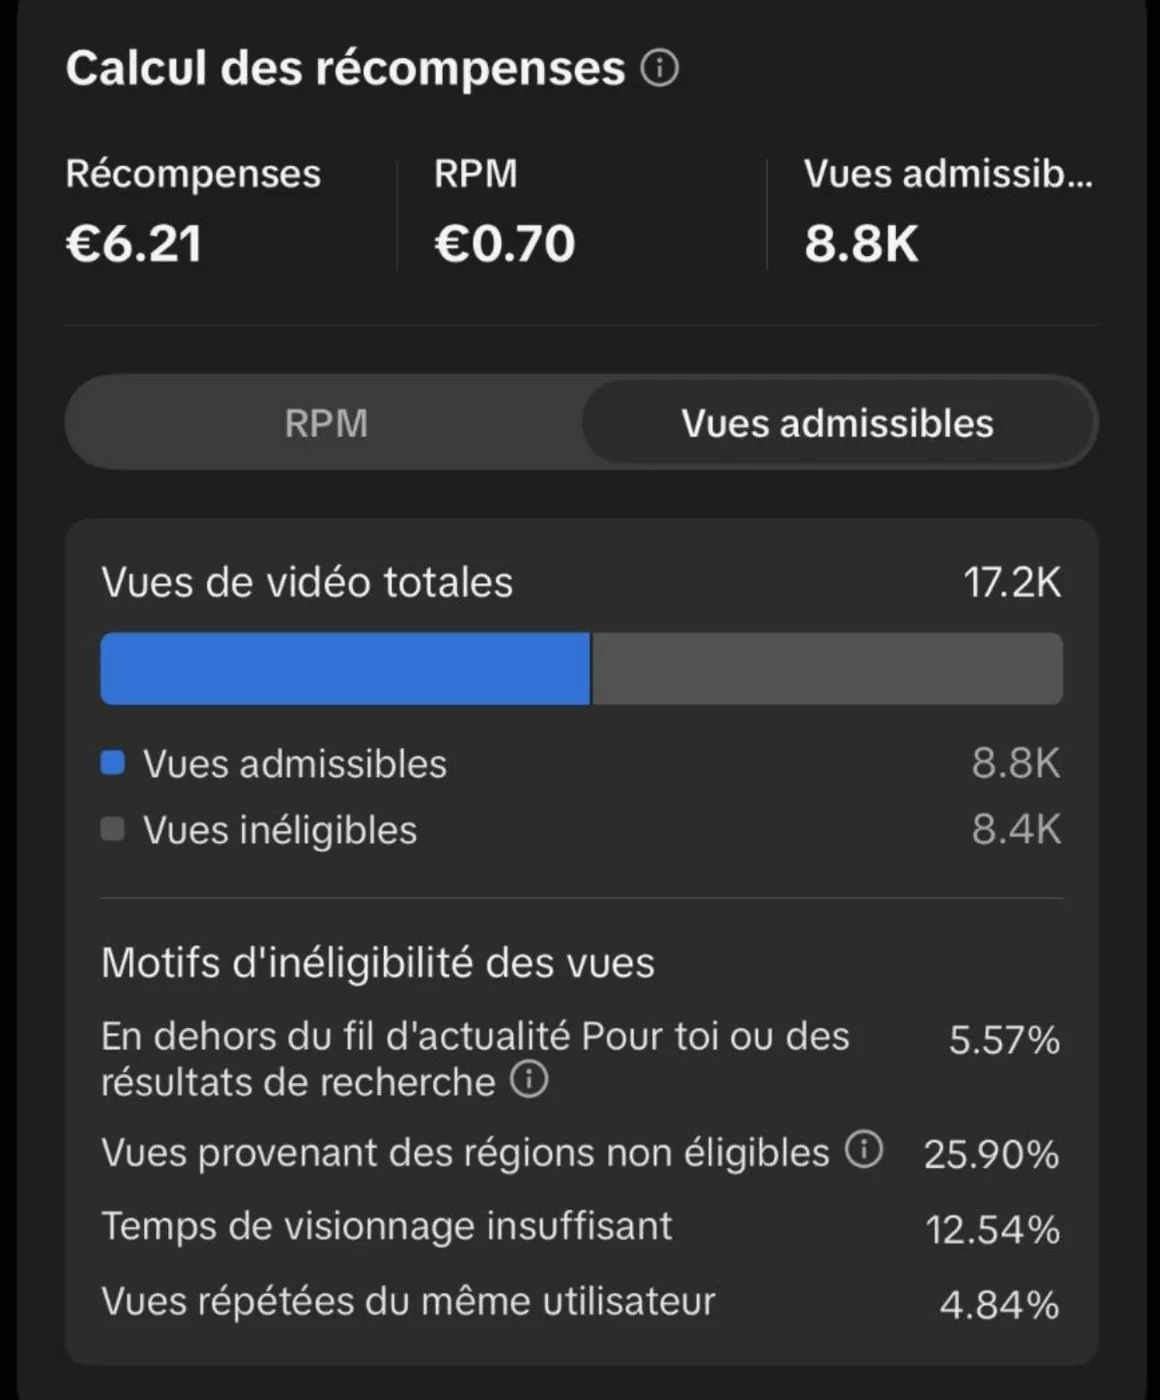 Calcul des récompenses
Récompenses
€6.21
RPM
€0.70
Vues admissib...
8.8K
RPM
Vues admissibles
Vues de vidéo totales 17.2K
Vues admissibles 8.8K
Vues inéligibles 8.4K
Motifs d'inéligibilité des vues
En dehors du fil d'actualité Pour toi ou des 5.57%
résultats de recherche
Vues provenant des régions non éligibles 25.90%
Temps de visionnage insuffisant 12.54%
Vues répétées du même utilisateur 4.84%